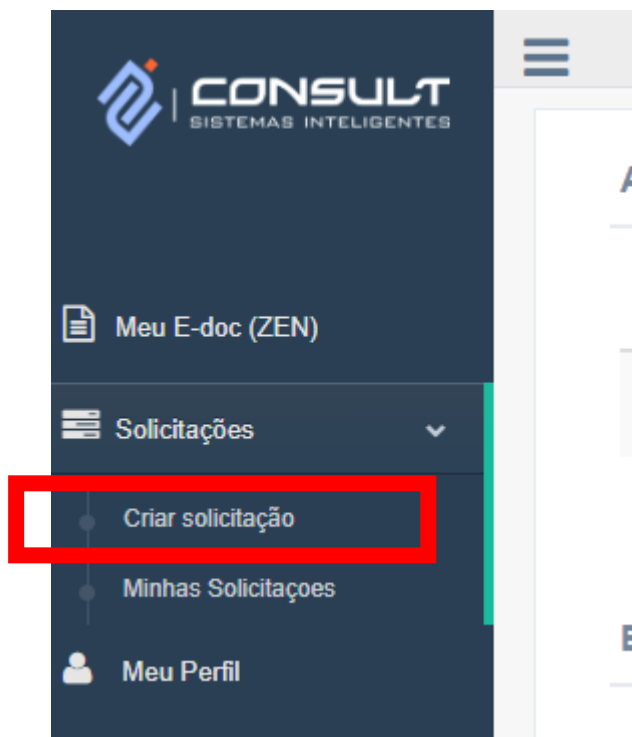 CONSULT
SISTEMAS INTELIGENTES
Meu E-doc (ZEN)
Solicitações
Criar solicitação
Minhas Solicitaçoes
Meu Perfil